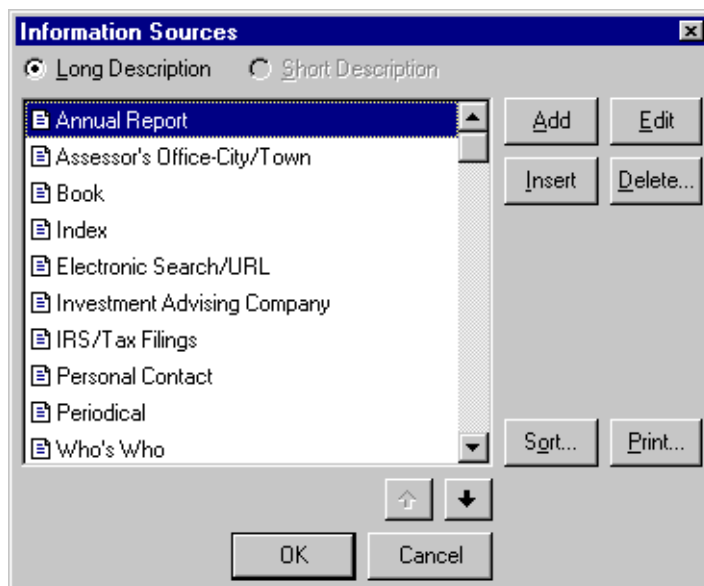 Information Sources
Long Description Short Description
Annual Report
Assessor's Office-City/Town
Book
Index
Electronic Search/URL
Investment Advising Company
IRS/Tax Filings
Personal Contact
Periodical
Who's Who
Add Edit
Insert Delete...
Sort... Print...
OK Cancel